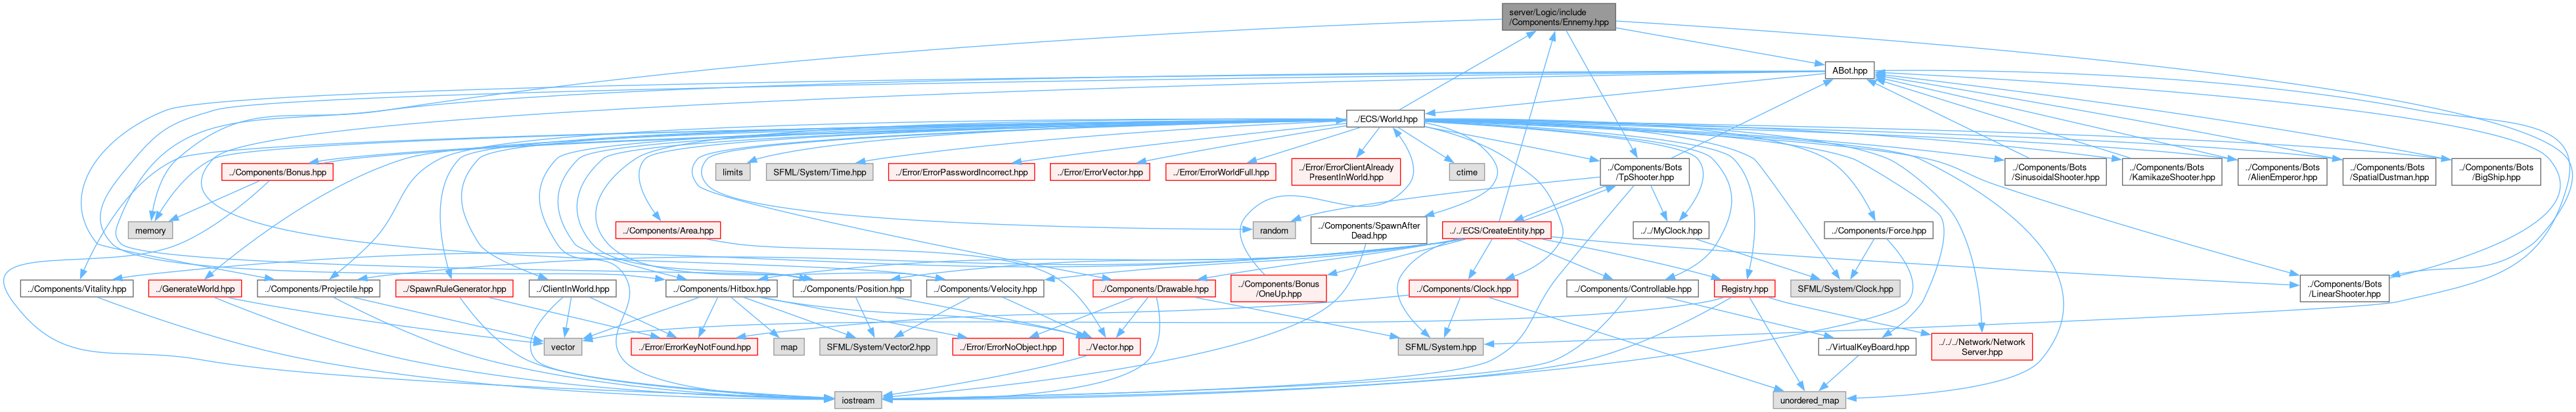 server/Logic/include
/Components/Ennemy.hpp
ABot.hpp
../ECS/World.hpp
../Components/Bonus.hpp
limits
SFML/System/Time.hpp
../Error/ErrorPasswordIncorrect.hpp
../Error/ErrorVector.hpp
../Error/ErrorWorldFull.hpp
../Error/ErrorClientAlready
PresentInWorld.hpp
ctime
../Components/Bots
/TpShooter.hpp
../Components/Bots
/SinusoidalShooter.hpp
../Components/Bots
/KamikazeShooter.hpp
../Components/Bots
/AlienEmperor.hpp
../Components/Bots
/SpatialDustman.hpp
../Components/Bots
/BigShip.hpp
memory
../Components/Area.hpp
random
../Components/SpawnAfter
Dead.hpp
../../ECS/CreateEntity.hpp
../../MyClock.hpp
../Components/Force.hpp
../Components/Vitality.hpp
../GenerateWorld.hpp
../Components/Projectile.hpp
../SpawnRuleGenerator.hpp
../ClientInWorld.hpp
../Components/Hitbox.hpp
../Components/Position.hpp
../Components/Velocity.hpp
../Components/Drawable.hpp
../Components/Bonus
/OneUp.hpp
../Components/Clock.hpp
../Components/Controllable.hpp
Registry.hpp
SFML/System/Clock.hpp
../Components/Bots
/LinearShooter.hpp
vector
../Error/ErrorKeyNotFound.hpp
map
SFML/System/Vector2.hpp
../Error/ErrorNoObject.hpp
../Vector.hpp
SFML/System.hpp
../VirtualKeyBoard.hpp
../../../Network/Network
Server.hpp
iostream
unordered_map